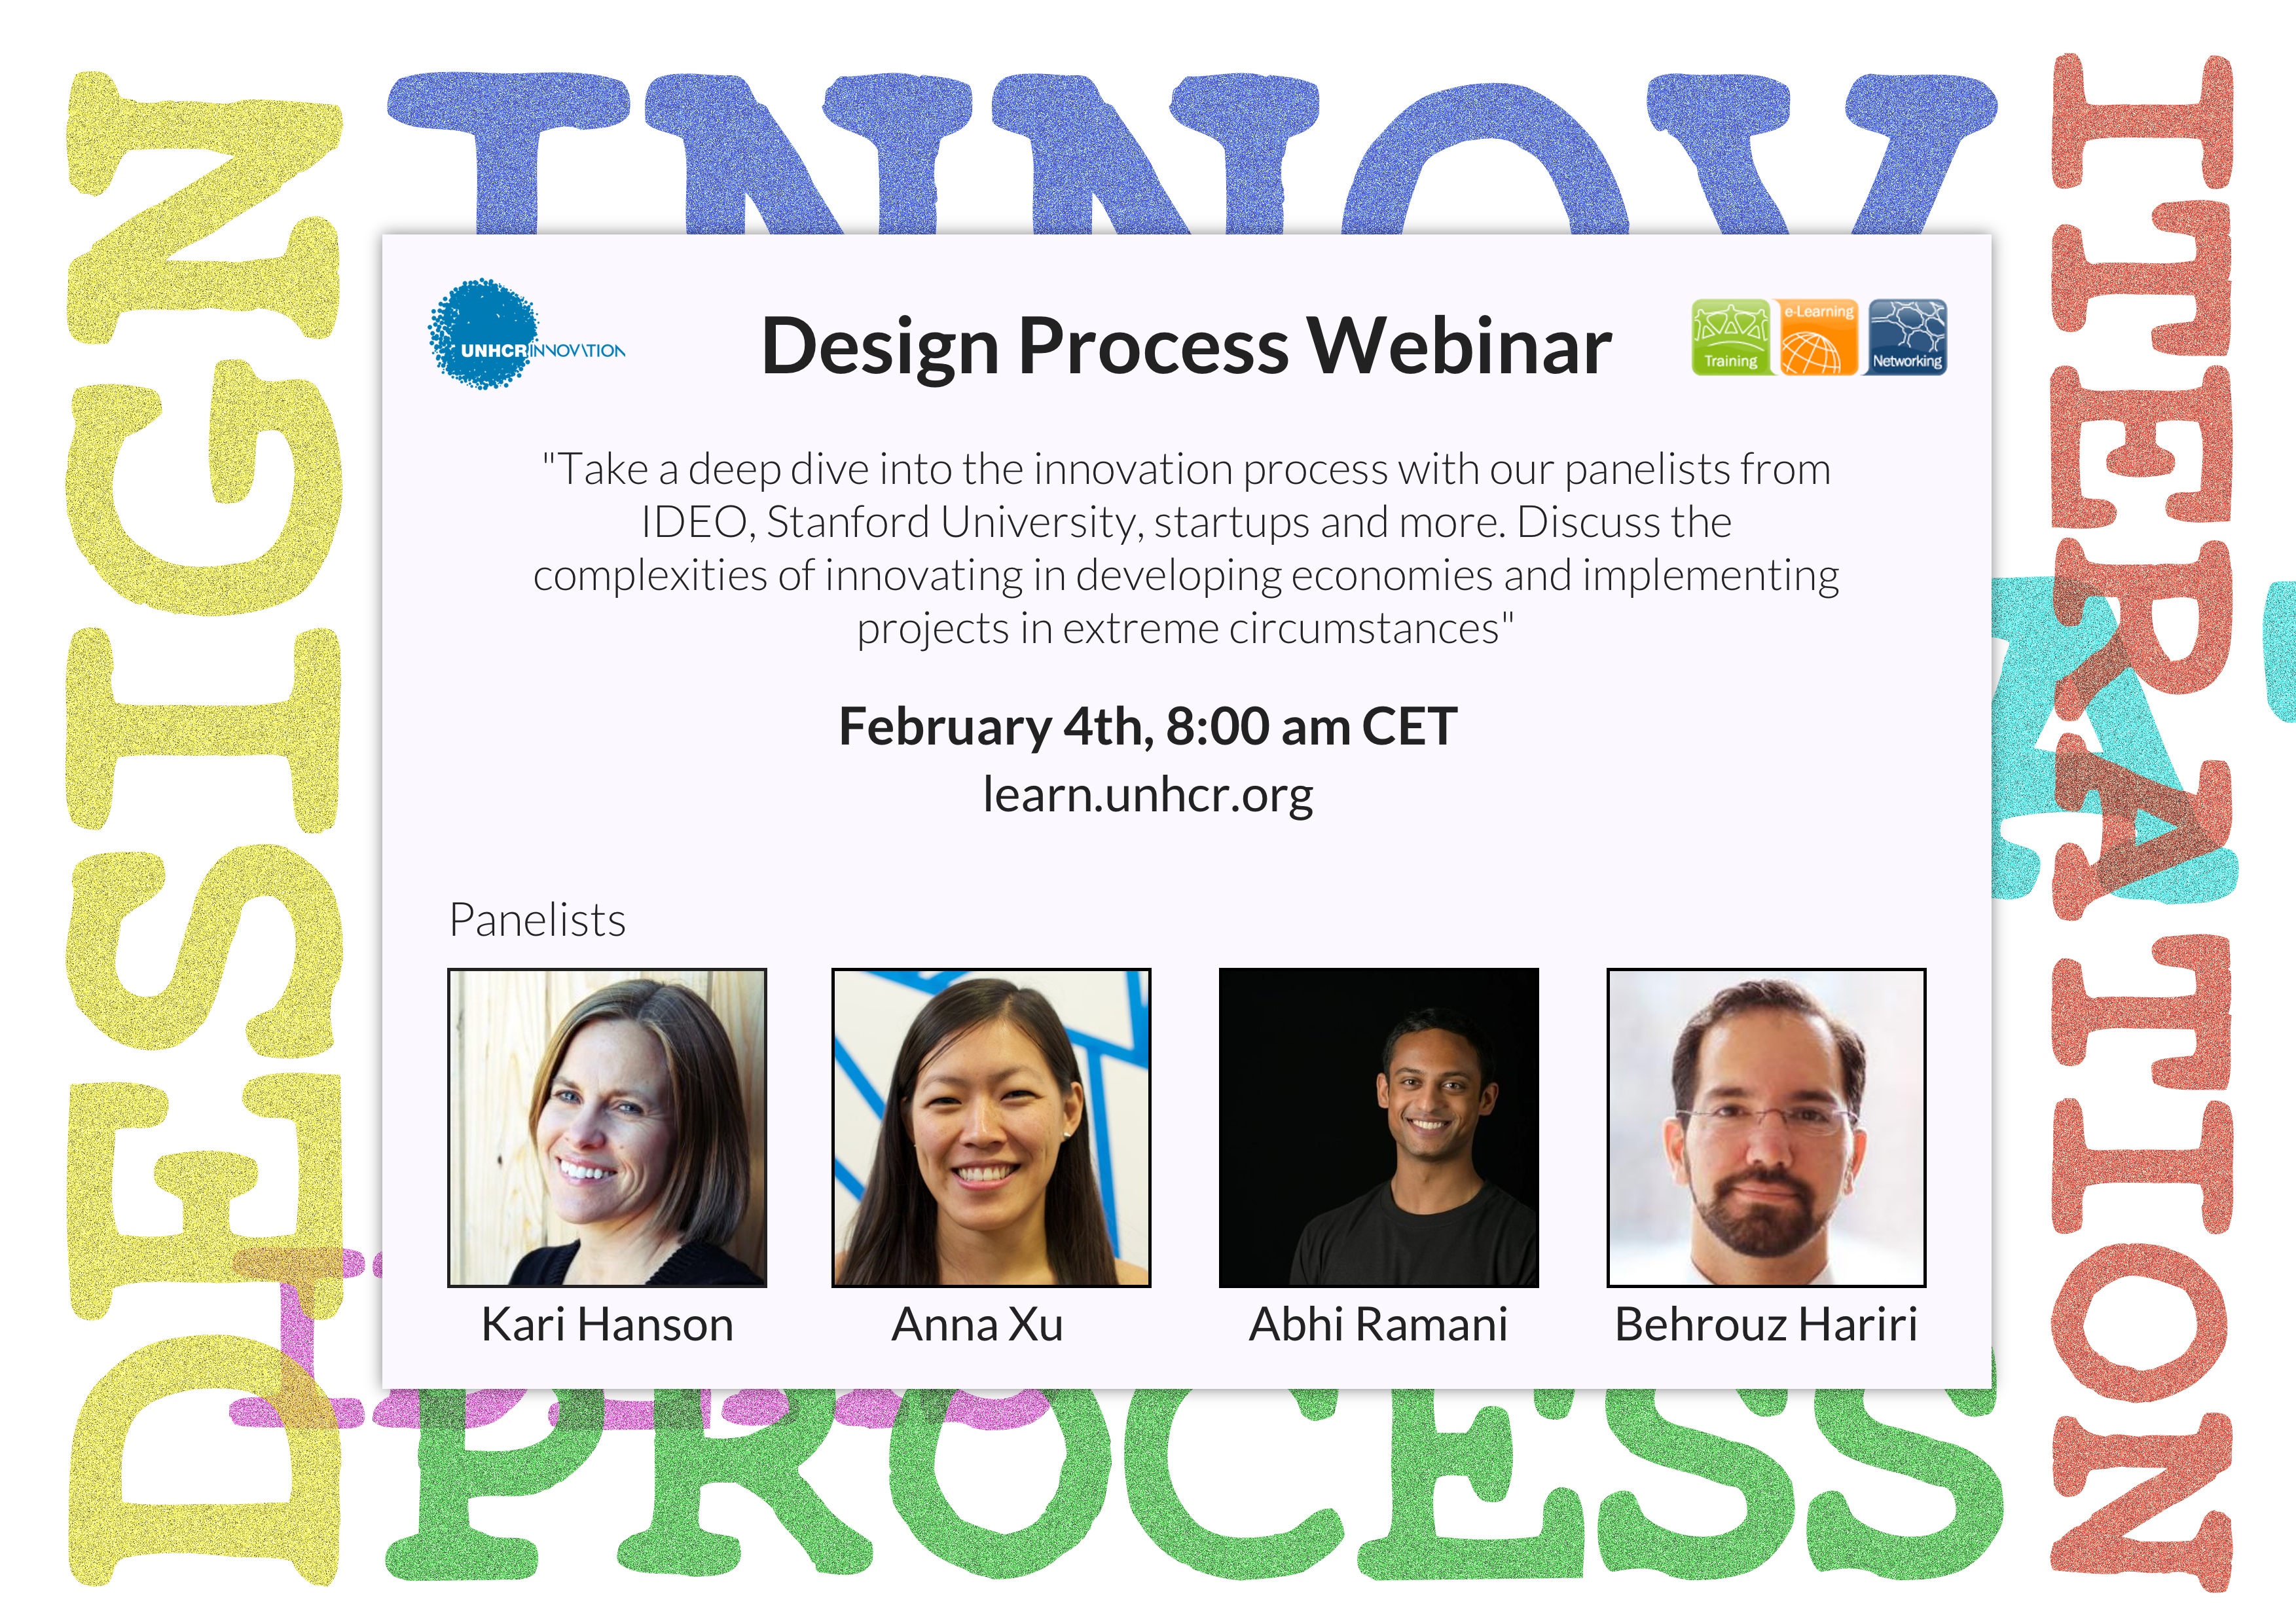 DESIGN
INNOV
ITERATION
UNHCR INNOVATION
Design Process Webinar
Training
e-Learning
Networking
"Take a deep dive into the innovation process with our panelists from
IDEO, Stanford University, startups and more. Discuss the
complexities of innovating in developing economies and implementing
projects in extreme circumstances"
February 4th, 8:00 am CET
learn.unhcr.org
Panelists
Kari Hanson
Anna Xu
Abhi Ramani
Behrouz Hariri
PROCESS